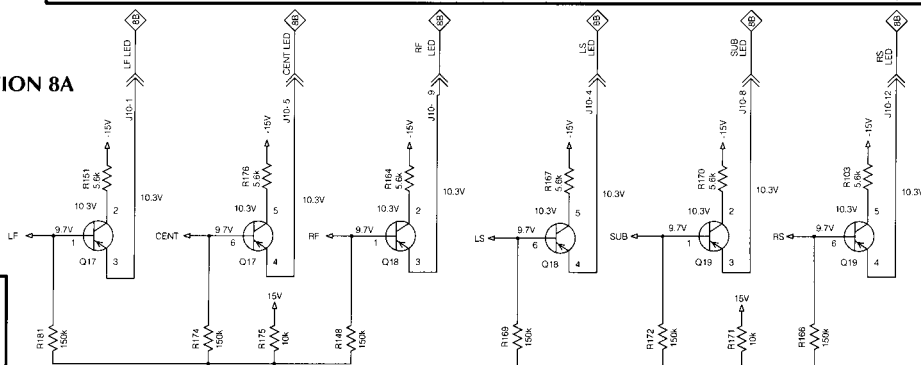 8B 8B 8B 8B 8B 8B
LF LED CENT LED RF LED LS LED SUB LED RS LED
TION 8A
J10-1 J10-5 J10-9 J10-4 J10-8 J10-12
-15V -15V -15V -15V -15V -15V
R151 5.6k R176 5.6k R164 5.6k R167 5.6k R170 5.6k R103 5.6k
10.3V 10.3V 10.3V 10.3V 10.3V 10.3V
10.3V 2 10.3V 5 10.3V 2 10.3V 5 10.3V 2 10.3V 5
LF 9.7V CENT 9.7V RF 9.7V LS 9.7V SUB 9.7V RS 9.7V
1 6 1 6 1 6
Q17 3 Q17 4 Q18 3 Q18 4 Q19 3 Q19 4
15V 15V
R181 150k R174 150k R175 10k R148 150k R169 150k R172 150k R171 10k R166 150k